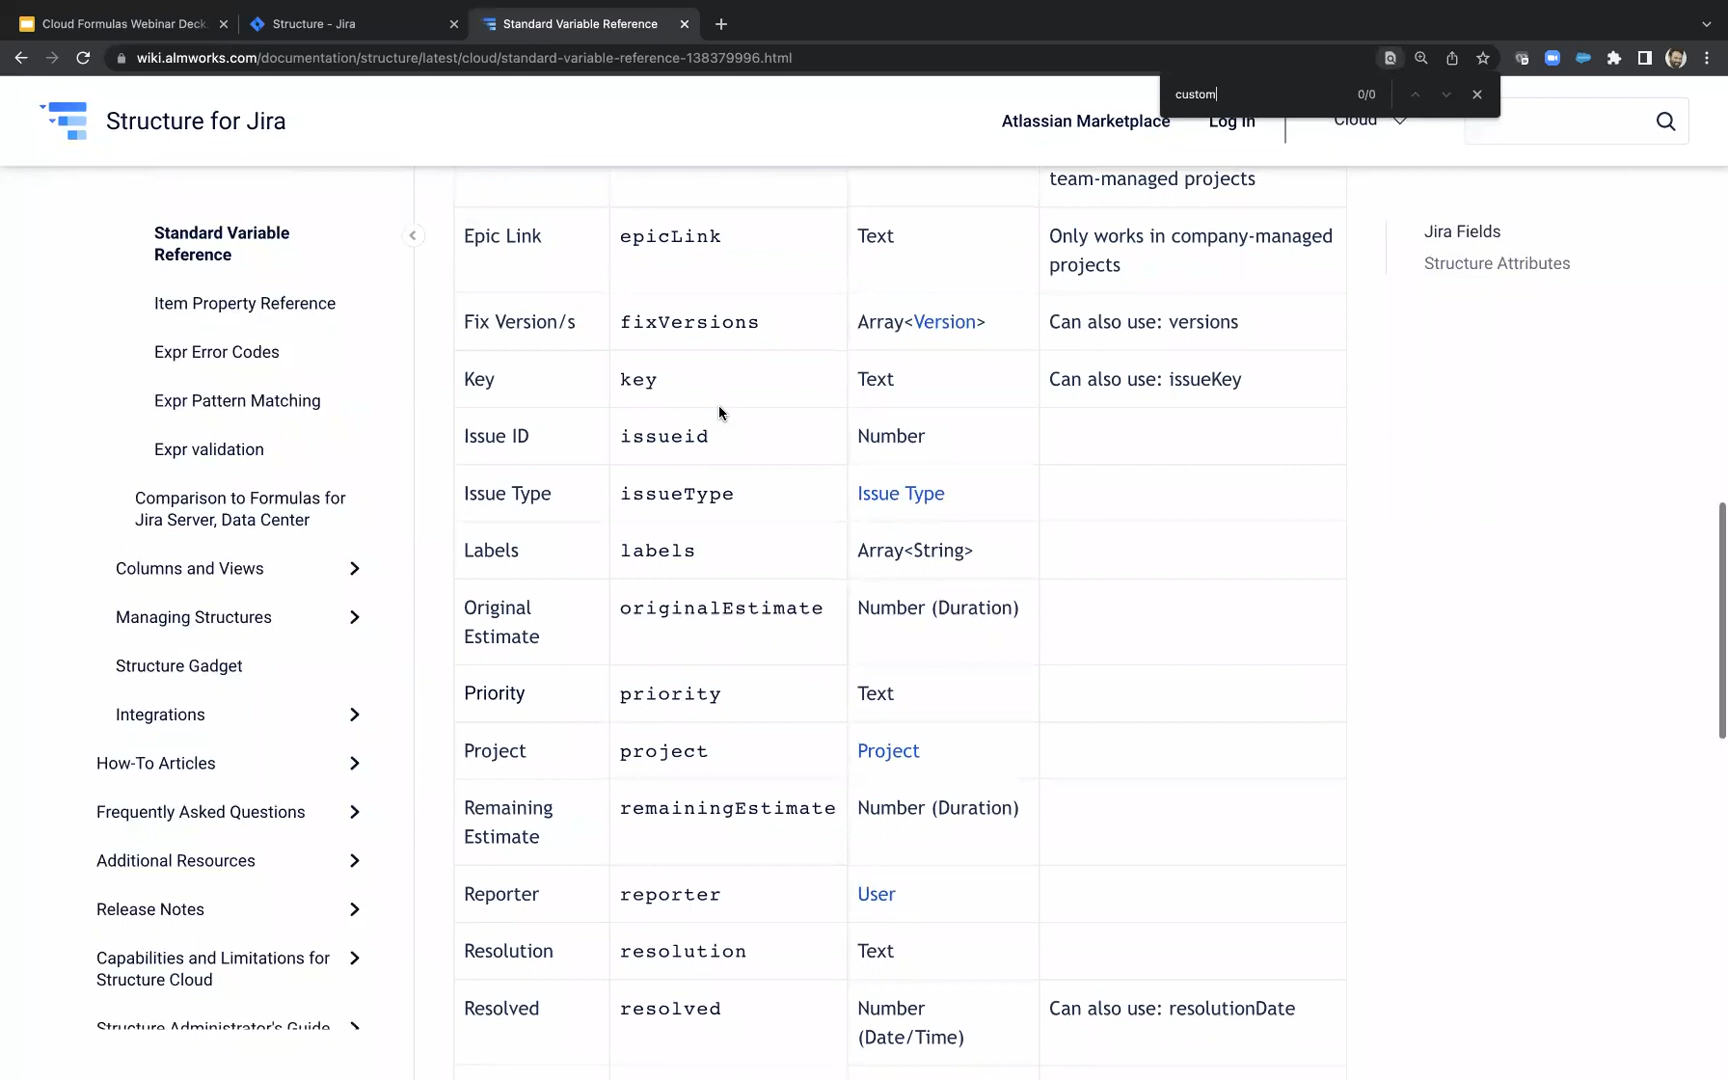 Cloud Formulas Webinar Deck
Structure - Jira
Standard Variable Reference
wiki.almworks.com/documentation/structure/latest/cloud/standard-variable-reference-138379996.html
custom
0/0
Structure for Jira
Atlassian Marketplace
Log In
Cloud
Standard Variable
Reference
Item Property Reference
Expr Error Codes
Expr Pattern Matching
Expr validation
Comparison to Formulas for
Jira Server, Data Center
Columns and Views
Managing Structures
Structure Gadget
Integrations
How-To Articles
Frequently Asked Questions
Additional Resources
Release Notes
Capabilities and Limitations for
Structure Cloud
Structure Administrator's Guide
team-managed projects
Epic Link epicLink Text Only works in company-managed
projects
Fix Version/s fixVersions Array<Version> Can also use: versions
Key key Text Can also use: issueKey
Issue ID issueid Number
Issue Type issueType Issue Type
Labels labels Array<String>
Original originalEstimate Number (Duration)
Estimate
Priority priority Text
Project project Project
Remaining remainingEstimate Number (Duration)
Estimate
Reporter reporter User
Resolution resolution Text
Resolved resolved Number Can also use: resolutionDate
(Date/Time)
Jira Fields
Structure Attributes